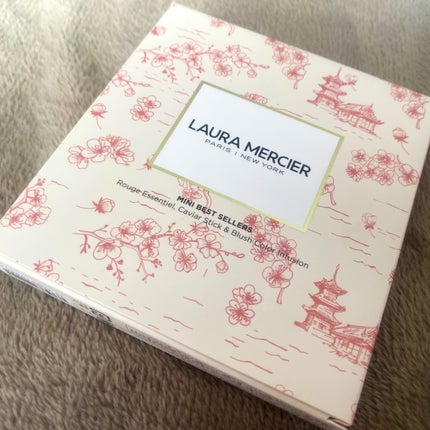 LAURA MERCIER
PARIS | NEW YORK
MINI BEST SELLERS
Rouge Essentiel, Caviar Stick & Blush Color Infusion